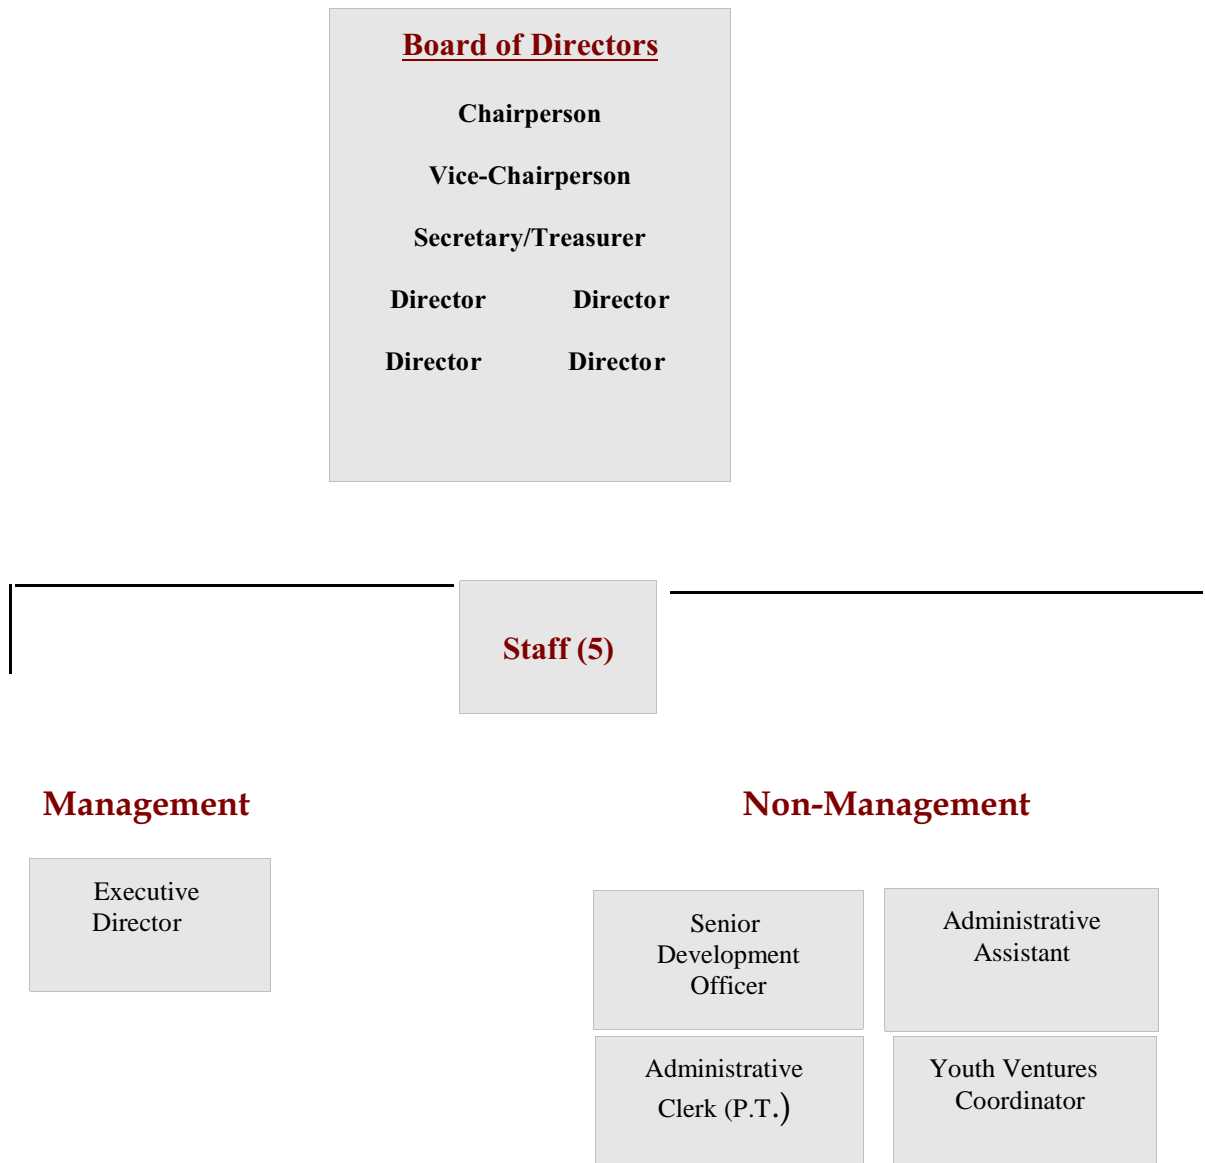 Board of Directors
Chairperson
Vice-Chairperson
Secretary/Treasurer
Director Director
Director Director
Staff (5)
Management
Non-Management
Executive
Director
Senior
Development
Officer
Administrative
Assistant
Administrative
Clerk (P.T.)
Youth Ventures
Coordinator